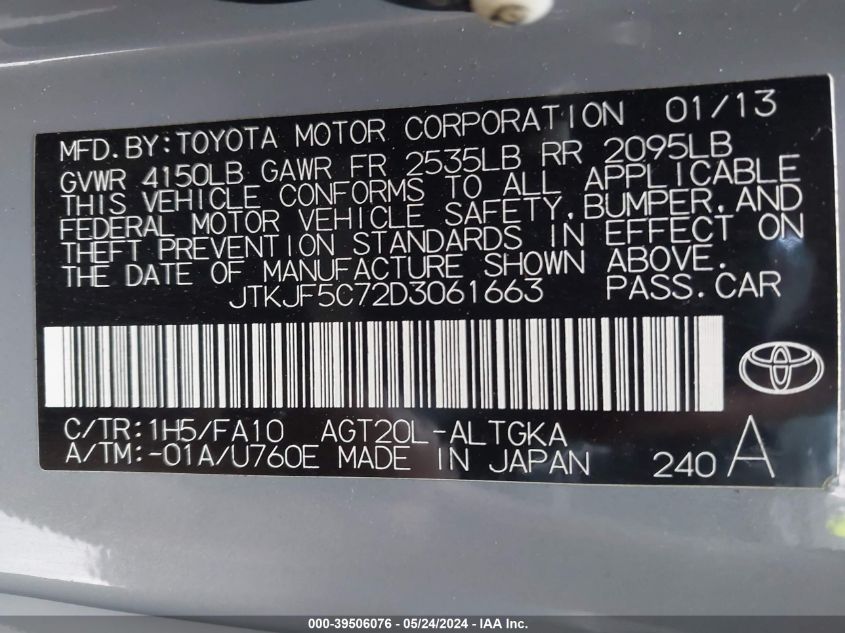 MFD.BY:TOYOTA MOTOR CORPORATION 01/13
GVWR 4150LB GAWR FR 2535LB RR 2095LB
THIS VEHICLE CONFORMS TO ALL APPLICABLE
FEDERAL MOTOR VEHICLE SAFETY,BUMPER,AND
THEFT PREVENTION STANDARDS IN EFFECT ON
THE DATE OF MANUFACTURE SHOWN ABOVE.
JTKJF5C72D3061663 PASS.CAR
C/TR:1H5/FA10 AGT20L-ALTGKA
A/TM:-01A/U760E MADE IN JAPAN 240 A
000-39506076 - 05/24/2024 - IAA Inc.